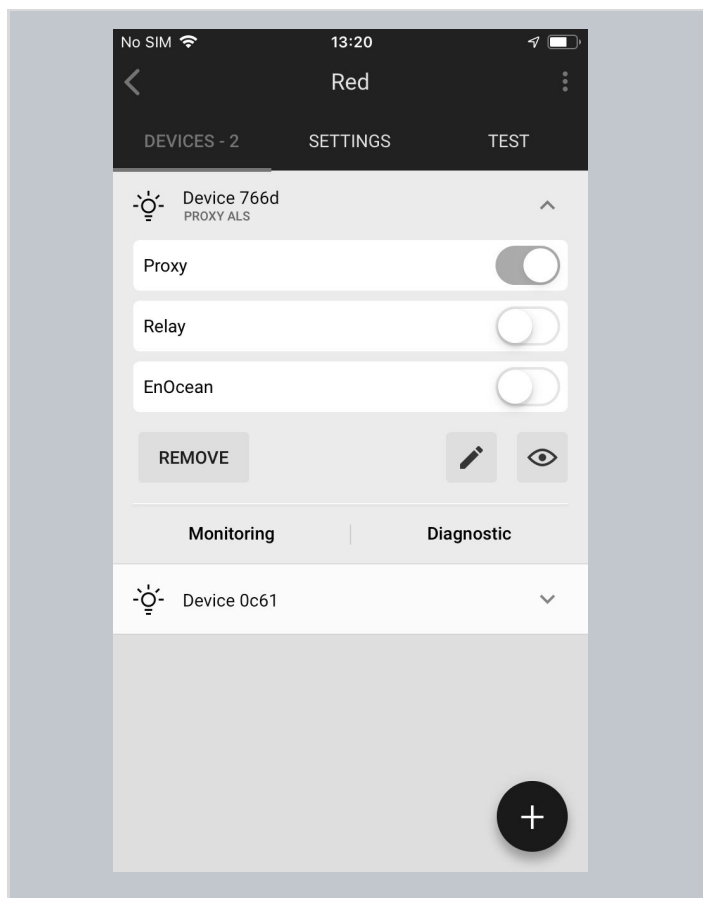 No SIM 13:20
Red
DEVICES - 2 SETTINGS TEST
Device 766d
PROXY ALS
Proxy
Relay
EnOcean
REMOVE
Monitoring Diagnostic
Device 0c61